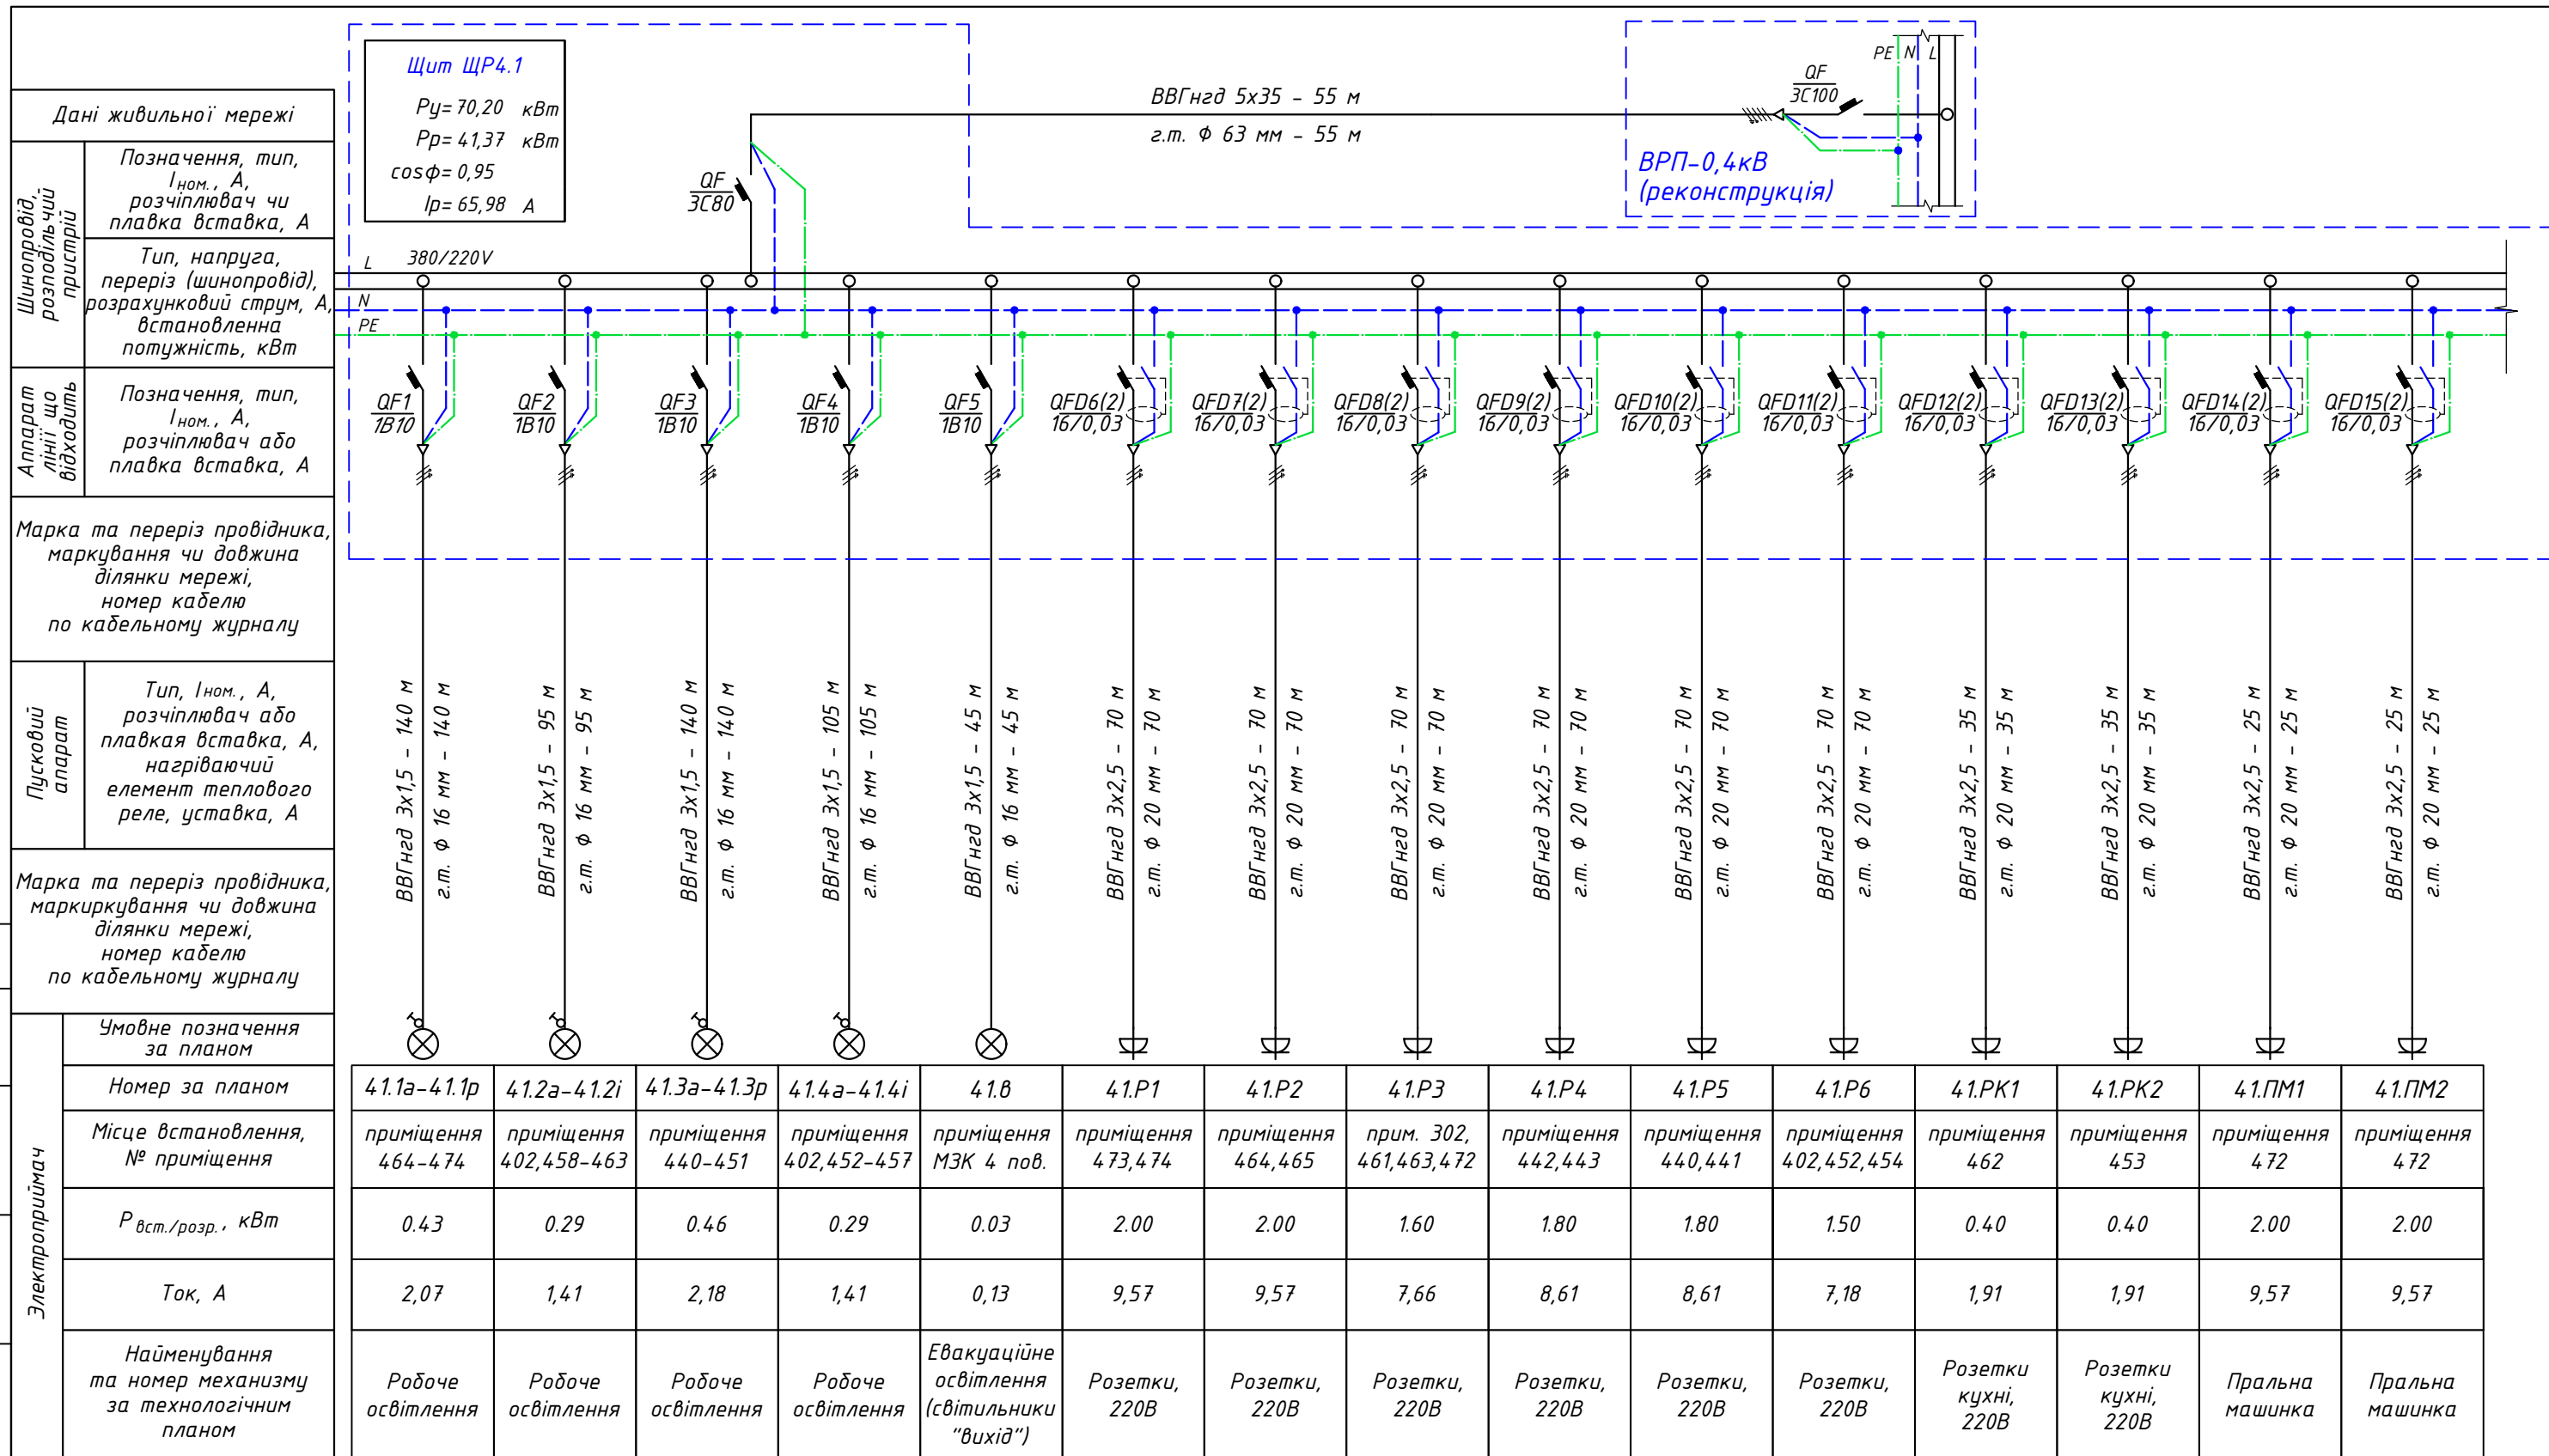 Щит ЩР4.1
Ру= 70,20 кВт
Рр= 41,37 кВт
cosφ= 0,95
Ip= 65,98 А
QF
3С80
ВВГнгд 5х35 - 55 м
г.т. Ф 63 мм - 55 м
QF
3С100
PE N L
ВРП-0,4кВ
(реконструкція)
Дані живильної мережі
Шинопровід,
розподільчий
пристрій
Позначення, тип,
Iном., А,
розчіплювач чи
плавка вставка, А
Тип, напруга,
переріз (шинопровід),
розрахунковий струм, А,
встановленна
потужність, кВт
L 380/220V
N
PE
Аппарат
лінії що
відходить
Позначення, тип,
Iном., А,
розчіплювач або
плавка вставка, А
QF1
1В10
QF2
1В10
QF3
1В10
QF4
1В10
QF5
1В10
QFD6(2)
16/0,03
QFD7(2)
16/0,03
QFD8(2)
16/0,03
QFD9(2)
16/0,03
QFD10(2)
16/0,03
QFD11(2)
16/0,03
QFD12(2)
16/0,03
QFD13(2)
16/0,03
QFD14(2)
16/0,03
QFD15(2)
16/0,03
Марка та переріз провідника,
маркування чи довжина
ділянки мережі,
номер кабелю
по кабельному журналу
Пусковий
апарат
Тип, Iном., А,
розчіплювач або
плавкая вставка, А,
нагріваючий
елемент теплового
реле, уставка, А
Марка та переріз провідника,
маркиркування чи довжина
ділянки мережі,
номер кабелю
по кабельному журналу
ВВГнгд 3х1,5 - 140 м
г.т. Ф 16 мм - 140 м
ВВГнгд 3х1,5 - 95 м
г.т. Ф 16 мм - 95 м
ВВГнгд 3х1,5 - 140 м
г.т. Ф 16 мм - 140 м
ВВГнгд 3х1,5 - 105 м
г.т. Ф 16 мм - 105 м
ВВГнгд 3х1,5 - 45 м
г.т. Ф 16 мм - 45 м
ВВГнгд 3х2,5 - 70 м
г.т. Ф 20 мм - 70 м
ВВГнгд 3х2,5 - 70 м
г.т. Ф 20 мм - 70 м
ВВГнгд 3х2,5 - 70 м
г.т. Ф 20 мм - 70 м
ВВГнгд 3х2,5 - 70 м
г.т. Ф 20 мм - 70 м
ВВГнгд 3х2,5 - 70 м
г.т. Ф 20 мм - 70 м
ВВГнгд 3х2,5 - 70 м
г.т. Ф 20 мм - 70 м
ВВГнгд 3х2,5 - 35 м
г.т. Ф 20 мм - 35 м
ВВГнгд 3х2,5 - 35 м
г.т. Ф 20 мм - 35 м
ВВГнгд 3х2,5 - 25 м
г.т. Ф 20 мм - 25 м
ВВГнгд 3х2,5 - 25 м
г.т. Ф 20 мм - 25 м
Электроприймач
Умовне позначення
за планом
Номер за планом
41.1а-41.1р 41.2а-41.2і 41.3а-41.3р 41.4а-41.4і 41.в 41.Р1 41.Р2 41.Р3 41.Р4 41.Р5 41.Р6 41.РК1 41.РК2 41.ПМ1 41.ПМ2
Місце встановлення,
№ приміщення
приміщення
464-474
приміщення
402,458-463
приміщення
440-451
приміщення
402,452-457
приміщення
МЗК 4 пов.
приміщення
473,474
приміщення
464,465
прим. 302,
461,463,472
приміщення
442,443
приміщення
440,441
приміщення
402,452,454
приміщення
462
приміщення
453
приміщення
472
приміщення
472
Р вст./розр., кВт
0.43 0.29 0.46 0.29 0.03 2.00 2.00 1.60 1.80 1.80 1.50 0.40 0.40 2.00 2.00
Ток, А
2,07 1,41 2,18 1,41 0,13 9,57 9,57 7,66 8,61 8,61 7,18 1,91 1,91 9,57 9,57
Найменування
та номер механізму
за технологічним
планом
Робоче
освітлення
Робоче
освітлення
Робоче
освітлення
Робоче
освітлення
Евакуаційне
освітлення
(світильники
"вихід")
Розетки,
220В
Розетки,
220В
Розетки,
220В
Розетки,
220В
Розетки,
220В
Розетки,
220В
Розетки
кухні,
220В
Розетки
кухні,
220В
Пральна
машинка
Пральна
машинка